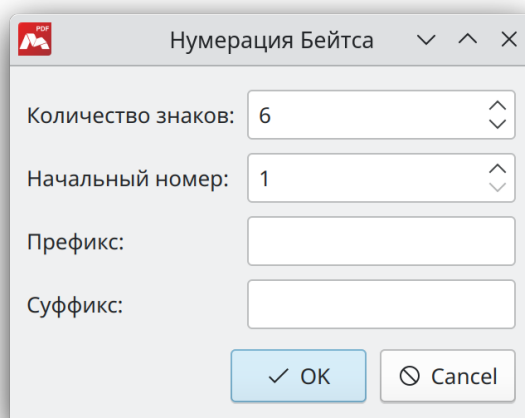 PDF
Нумерация Бейтса
Количество знаков: 6
Начальный номер: 1
Префикс:
Суффикс:
OK
Cancel